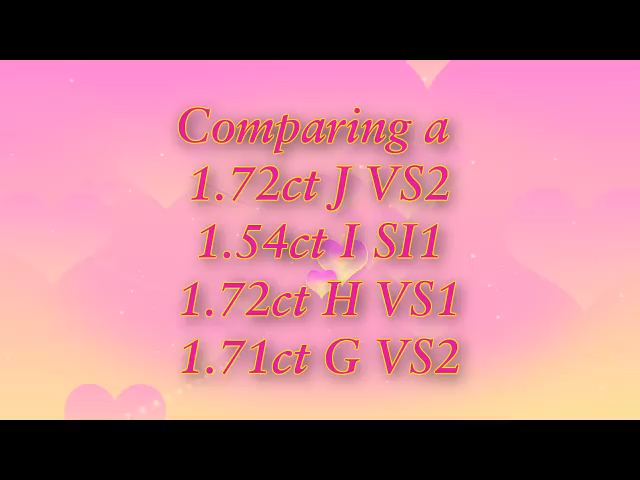 Comparing a
1.72ct J VS2
1.54ct I SI1
1.72ct H VS1
1.71ct G VS2